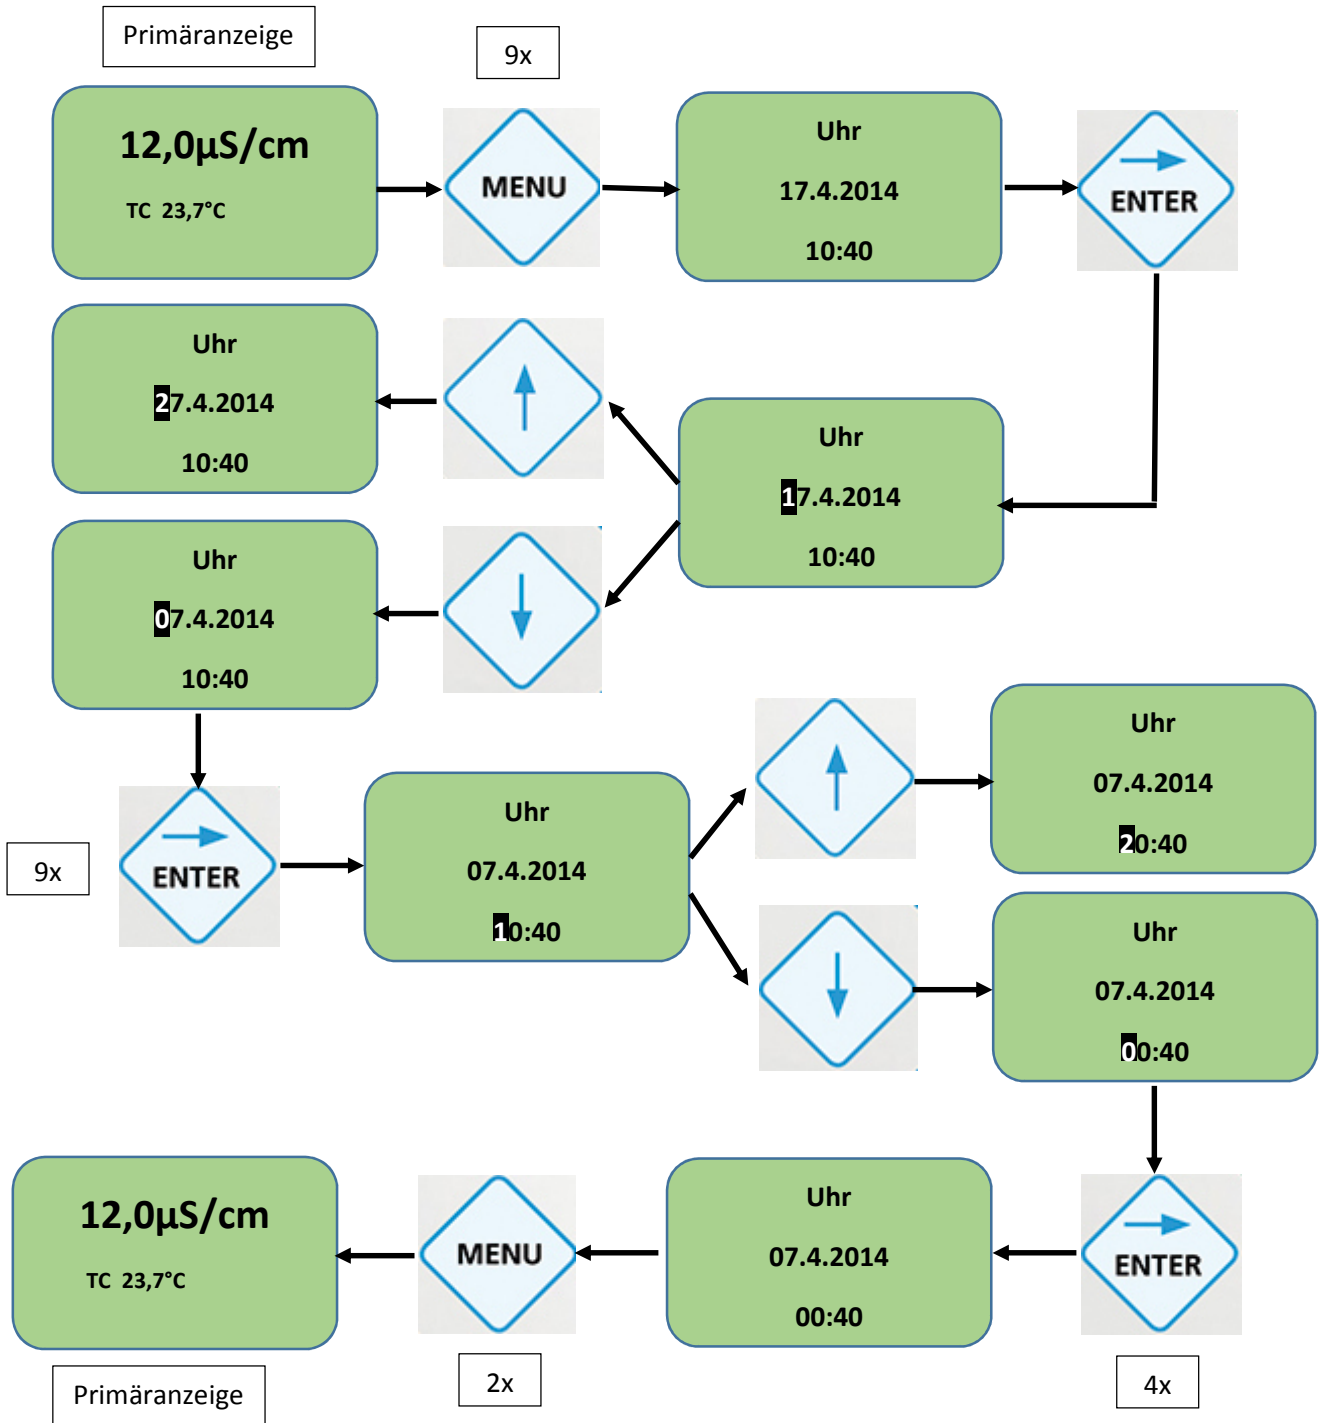 Primäranzeige
9x
12,0µS/cm
TC 23,7°C
MENU
Uhr
17.4.2014
10:40
ENTER
Uhr
27.4.2014
10:40
Uhr
17.4.2014
10:40
Uhr
07.4.2014
10:40
9x
ENTER
Uhr
07.4.2014
10:40
Uhr
07.4.2014
20:40
Uhr
07.4.2014
00:40
12,0µS/cm
TC 23,7°C
MENU
Uhr
07.4.2014
00:40
ENTER
Primäranzeige
2x
4x